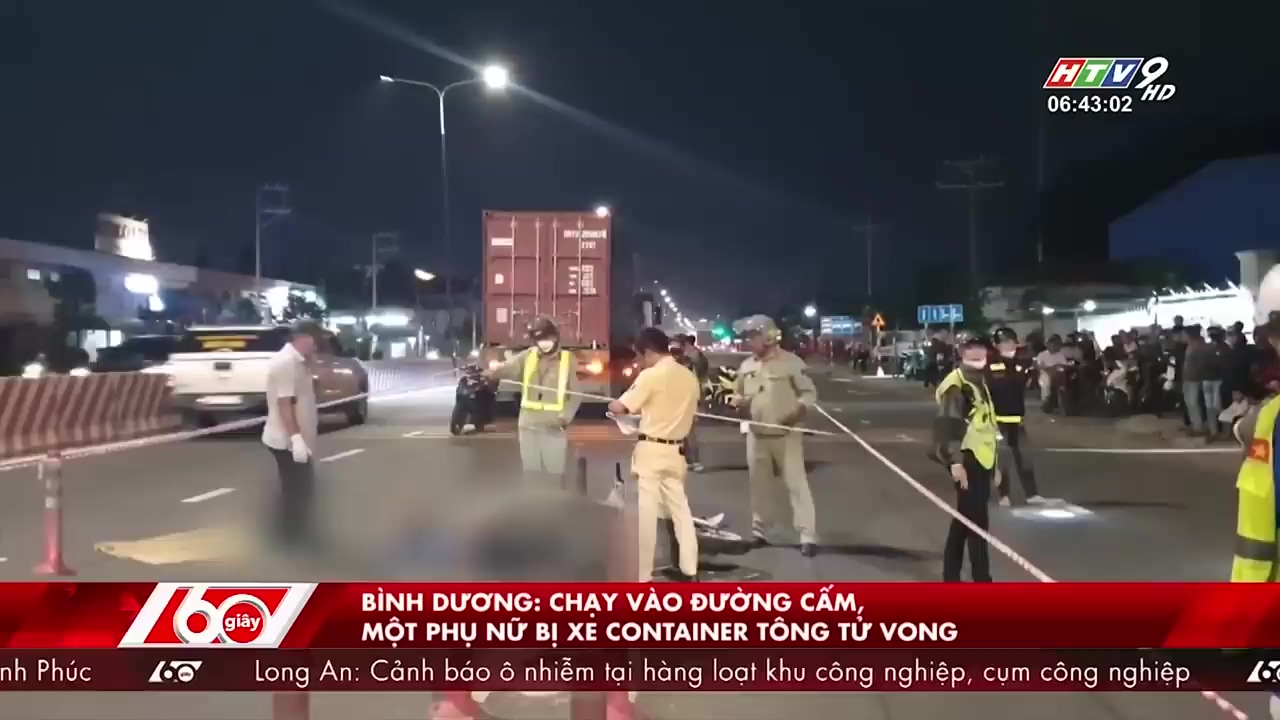 HTV9
HD
06:43:02
60
giây
BÌNH DƯƠNG: CHẠY VÀO ĐƯỜNG CẤM,
MỘT PHỤ NỮ BỊ XE CONTAINER TÔNG TỬ VONG
nh Phúc
60
Long An: Cảnh báo ô nhiễm tại hàng loạt khu công nghiệp, cụm công nghiệp